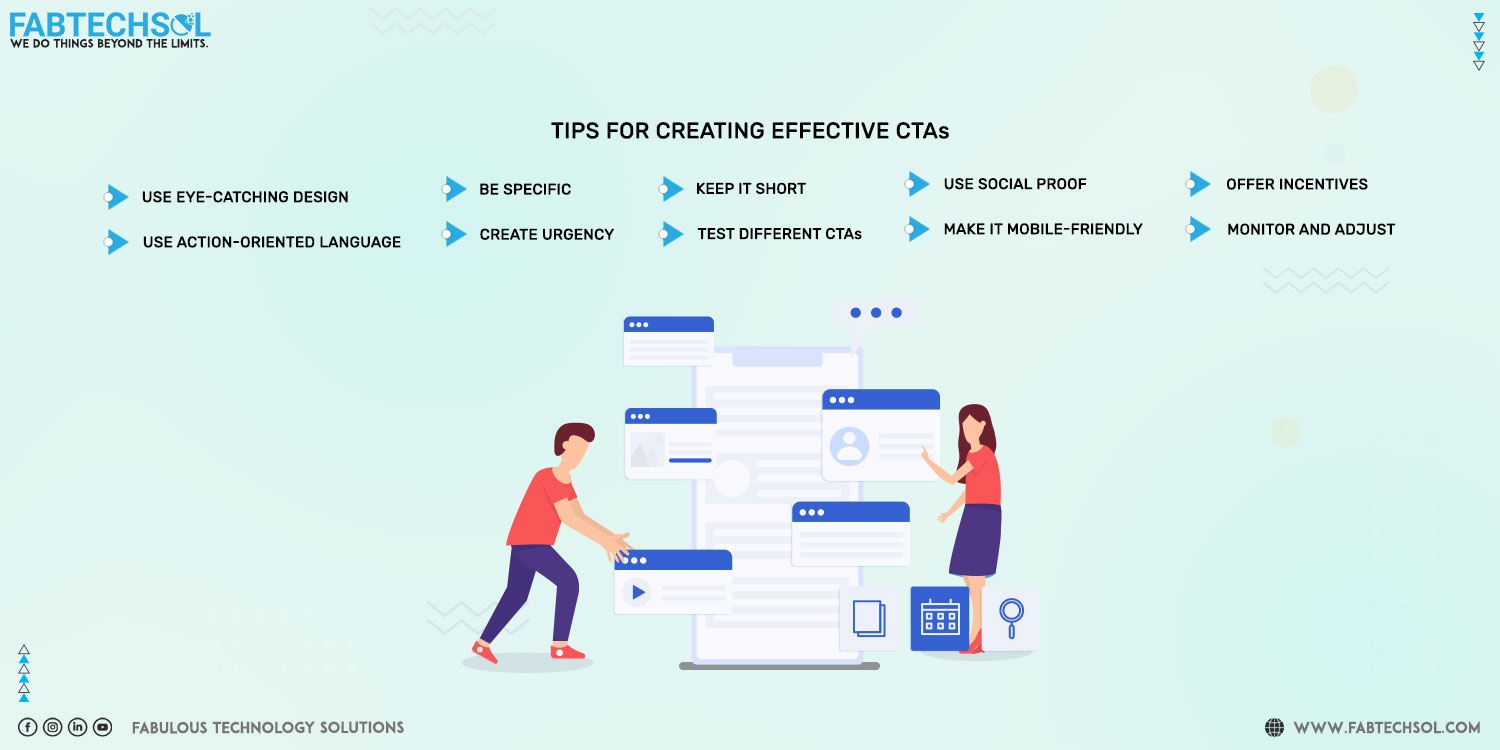 FABTECHSOL
WE DO THINGS BEYOND THE LIMITS.
TIPS FOR CREATING EFFECTIVE CTAs
USE EYE-CATCHING DESIGN
USE ACTION-ORIENTED LANGUAGE
BE SPECIFIC
CREATE URGENCY
KEEP IT SHORT
TEST DIFFERENT CTAs
USE SOCIAL PROOF
MAKE IT MOBILE-FRIENDLY
OFFER INCENTIVES
MONITOR AND ADJUST
FABULOUS TECHNOLOGY SOLUTIONS
WWW.FABTECHSOL.COM